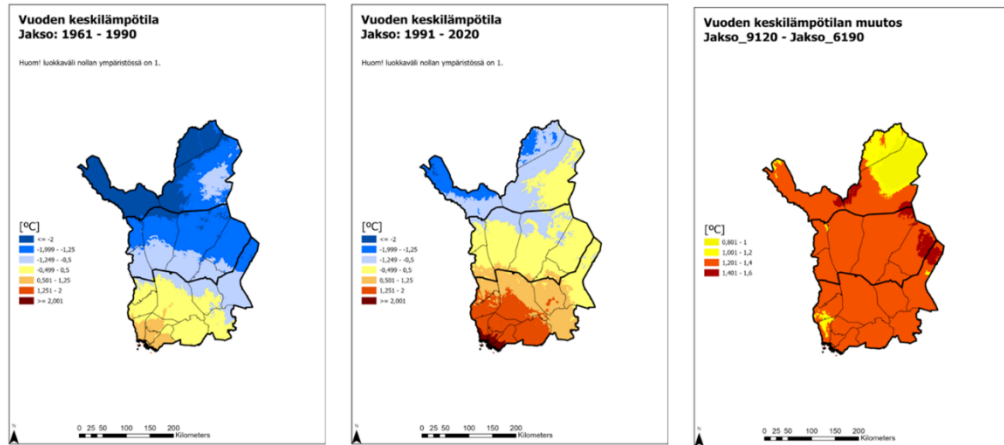 Vuoden keskilämpötila
Jakso: 1961 - 1990
Huom! luokkaväli nollan ympäristössä on 1.
[ºC]
<= -2
-1,999 - -1,25
-1,249 - -0,5
-0,499 - 0,5
0,501 - 1,25
1,251 - 2
>= 2,001
N
0 25 50 100 150 200
Kilometers
Vuoden keskilämpötila
Jakso: 1991 - 2020
Huom! luokkaväli nollan ympäristössä on 1.
[ºC]
<= -2
-1,999 - -1,25
-1,249 - -0,5
-0,499 - 0,5
0,501 - 1,25
1,251 - 2
>= 2,001
N
0 25 50 100 150 200
Kilometers
Vuoden keskilämpötilan muutos
Jakso_9120 - Jakso_6190
[ºC]
0,801 - 1
1,001 - 1,2
1,201 - 1,4
1,401 - 1,6
N
0 25 50 100 150 200
Kilometers